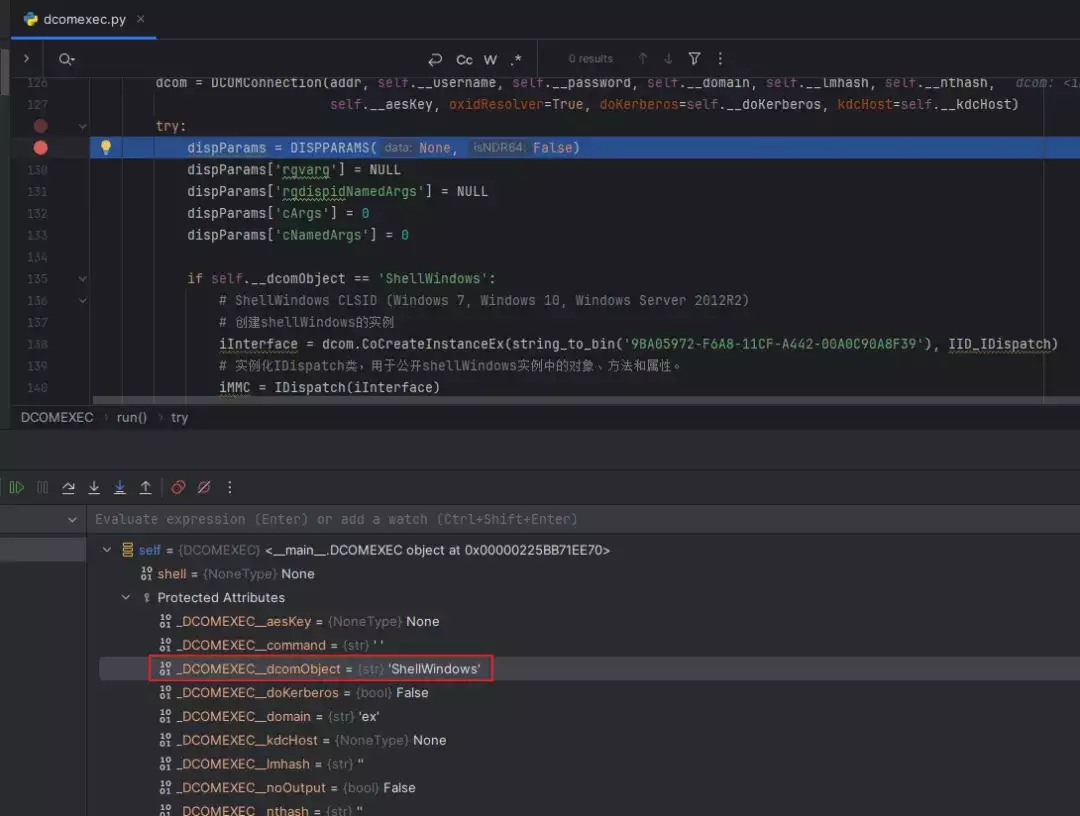 dcomexec.py
Cc W .* 0 results
126 dcom = DCOMConnection(addr, self.__username, self.__password, self.__domain, self.__lmhash, self.__nthash, dcom: <i
127 self.__aesKey, oxidResolver=True, doKerberos=self.__doKerberos, kdcHost=self.__kdcHost)
try:
dispParams = DISPPARAMS( data: None, isNDR64: False)
130 dispParams['rgvarg'] = NULL
131 dispParams['rgdispidNamedArgs'] = NULL
132 dispParams['cArgs'] = 0
133 dispParams['cNamedArgs'] = 0
134
135 if self.__dcomObject == 'ShellWindows':
136 # ShellWindows CLSID (Windows 7, Windows 10, Windows Server 2012R2)
137 # 创建shellWindows的实例
138 iInterface = dcom.CoCreateInstanceEx(string_to_bin('9BA05972-F6A8-11CF-A442-00A0C90A8F39'), IID_IDispatch)
139 # 实例化IDispatch类，用于公开shellWindows实例中的对象、方法和属性。
140 iMMC = IDispatch(iInterface)
DCOMEXEC › run() › try
Evaluate expression (Enter) or add a watch (Ctrl+Shift+Enter)
self = {DCOMEXEC} <__main__.DCOMEXEC object at 0x00000225BB71EE70>
shell = {NoneType} None
Protected Attributes
_DCOMEXEC__aesKey = {NoneType} None
_DCOMEXEC__command = {str} ' '
_DCOMEXEC__dcomObject = {str} 'ShellWindows'
_DCOMEXEC__doKerberos = {bool} False
_DCOMEXEC__domain = {str} 'ex'
_DCOMEXEC__kdcHost = {NoneType} None
_DCOMEXEC__lmhash = {str} ''
_DCOMEXEC__noOutput = {bool} False
_DCOMEXEC__nthash = {str} ''